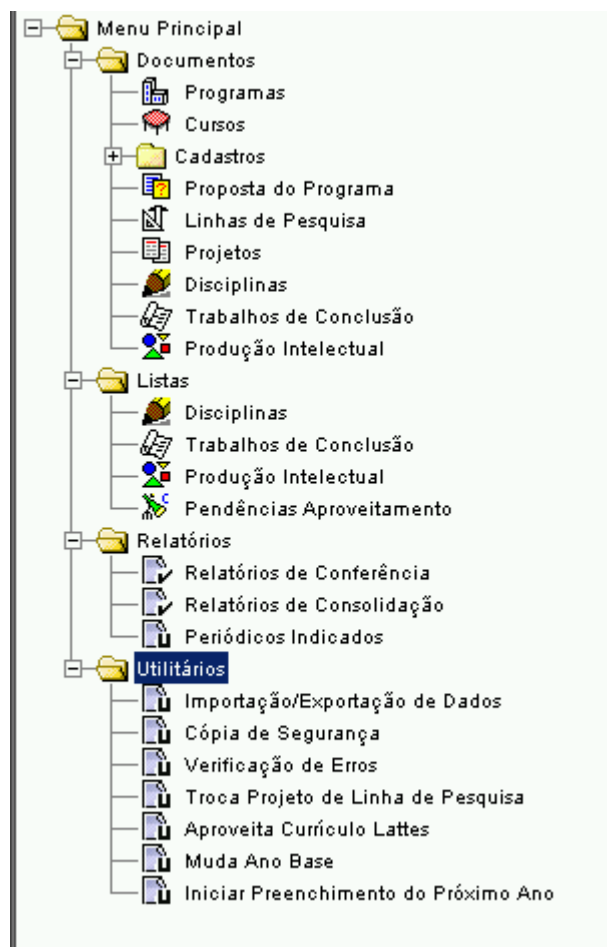 Menu Principal
Documentos
Programas
Cursos
Cadastros
Proposta do Programa
Linhas de Pesquisa
Projetos
Disciplinas
Trabalhos de Conclusão
Produção Intelectual
Listas
Disciplinas
Trabalhos de Conclusão
Produção Intelectual
Pendências Aproveitamento
Relatórios
Relatórios de Conferência
Relatórios de Consolidação
Periódicos Indicados
Utilitários
Importação/Exportação de Dados
Cópia de Segurança
Verificação de Erros
Troca Projeto de Linha de Pesquisa
Aproveita Currículo Lattes
Muda Ano Base
Iniciar Preenchimento do Próximo Ano